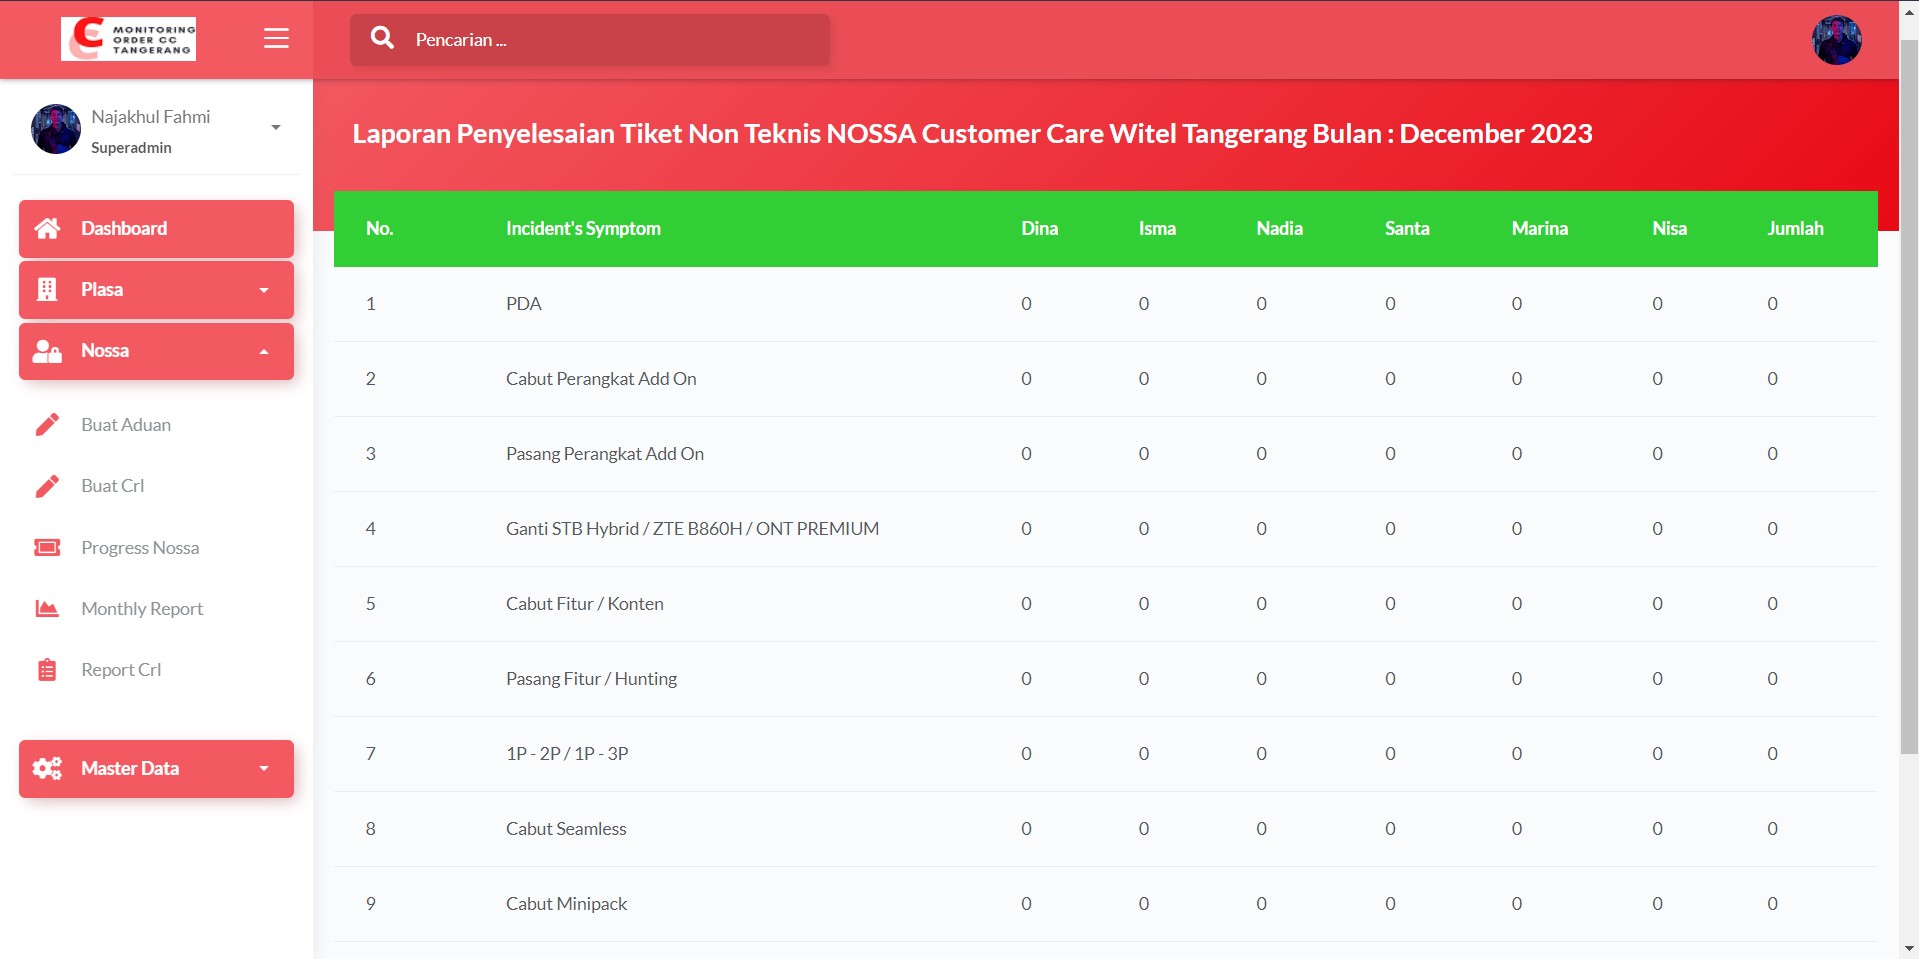 MONITORING
ORDER CC
TANGERANG
Pencarian ...
Najakhul Fahmi
Superadmin
Dashboard
Plasa
Nossa
Buat Aduan
Buat Crl
Progress Nossa
Monthly Report
Report Crl
Master Data
Laporan Penyelesaian Tiket Non Teknis NOSSA Customer Care Witel Tangerang Bulan : December 2023
No. Incident's Symptom Dina Isma Nadia Santa Marina Nisa Jumlah
1 PDA 0 0 0 0 0 0 0
2 Cabut Perangkat Add On 0 0 0 0 0 0 0
3 Pasang Perangkat Add On 0 0 0 0 0 0 0
4 Ganti STB Hybrid / ZTE B860H / ONT PREMIUM 0 0 0 0 0 0 0
5 Cabut Fitur / Konten 0 0 0 0 0 0 0
6 Pasang Fitur / Hunting 0 0 0 0 0 0 0
7 1P - 2P / 1P - 3P 0 0 0 0 0 0 0
8 Cabut Seamless 0 0 0 0 0 0 0
9 Cabut Minipack 0 0 0 0 0 0 0